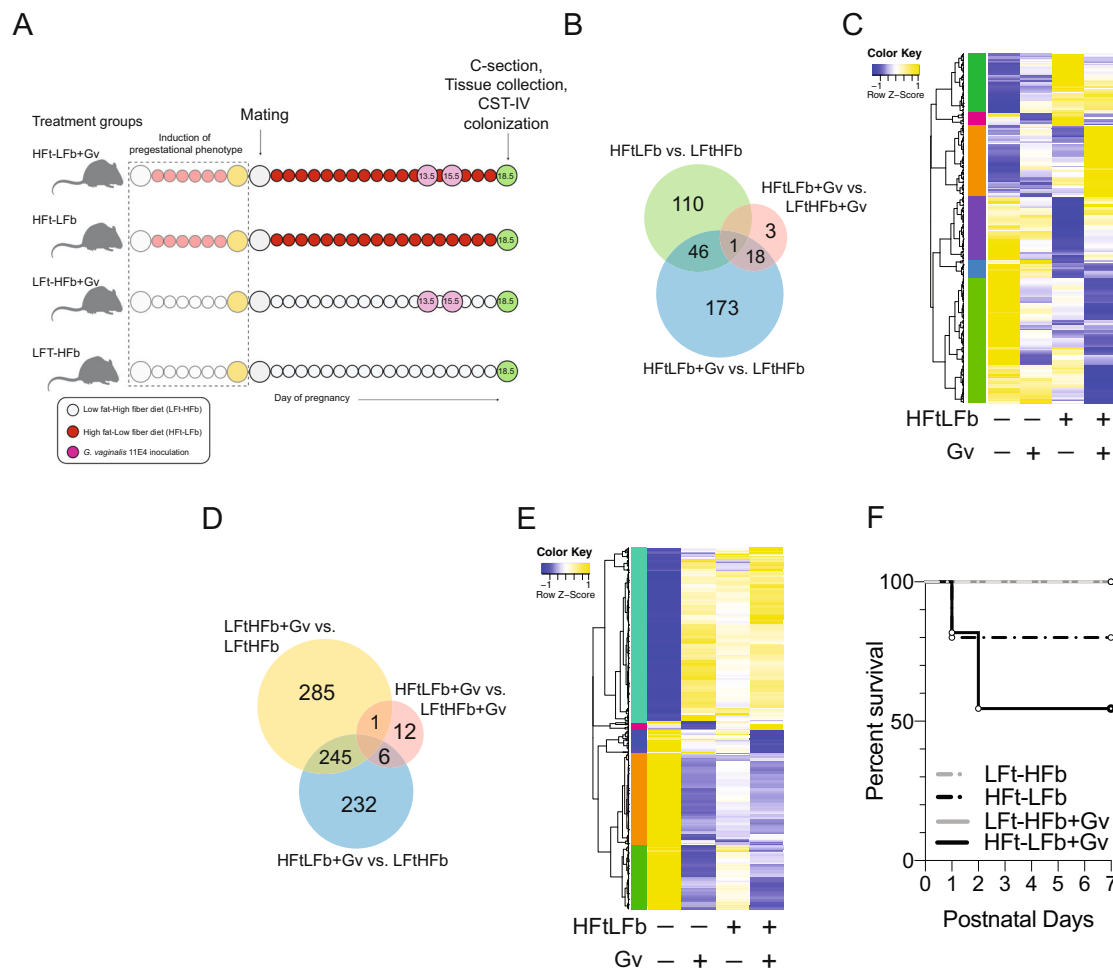 A
C-section,
Tissue collection,
CST-IV
colonization
Mating
Treatment groups
Induction of
pregestational phenotype
HFt-LFb+Gv
13.5
15.5
18.5
HFt-LFb
18.5
LFt-HFb+Gv
13.5
15.5
18.5
LFT-HFb
18.5
Day of pregnancy
Low fat-High fiber diet (LFt-HFb)
High fat-Low fiber diet (HFt-LFb)
G. vaginalis 11E4 inoculation
B
HFtLFb vs. LFtHFb
HFtLFb+Gv vs.
LFtHFb+Gv
110
3
46
1
18
173
HFtLFb+Gv vs. LFtHFb
C
Color Key
−1
1
Row Z-Score
HFtLFb − − + +
Gv − + − +
D
LFtHFb+Gv vs.
LFtHFb
HFtLFb+Gv vs.
LFtHFb+Gv
285
1
12
245
6
232
HFtLFb+Gv vs. LFtHFb
E
Color Key
−1
1
Row Z-Score
HFtLFb − − + +
Gv − + − +
F
Percent survival
100
50
0
LFt-HFb
HFt-LFb
LFt-HFb+Gv
HFt-LFb+Gv
0 1 2 3 4 5 6 7
Postnatal Days